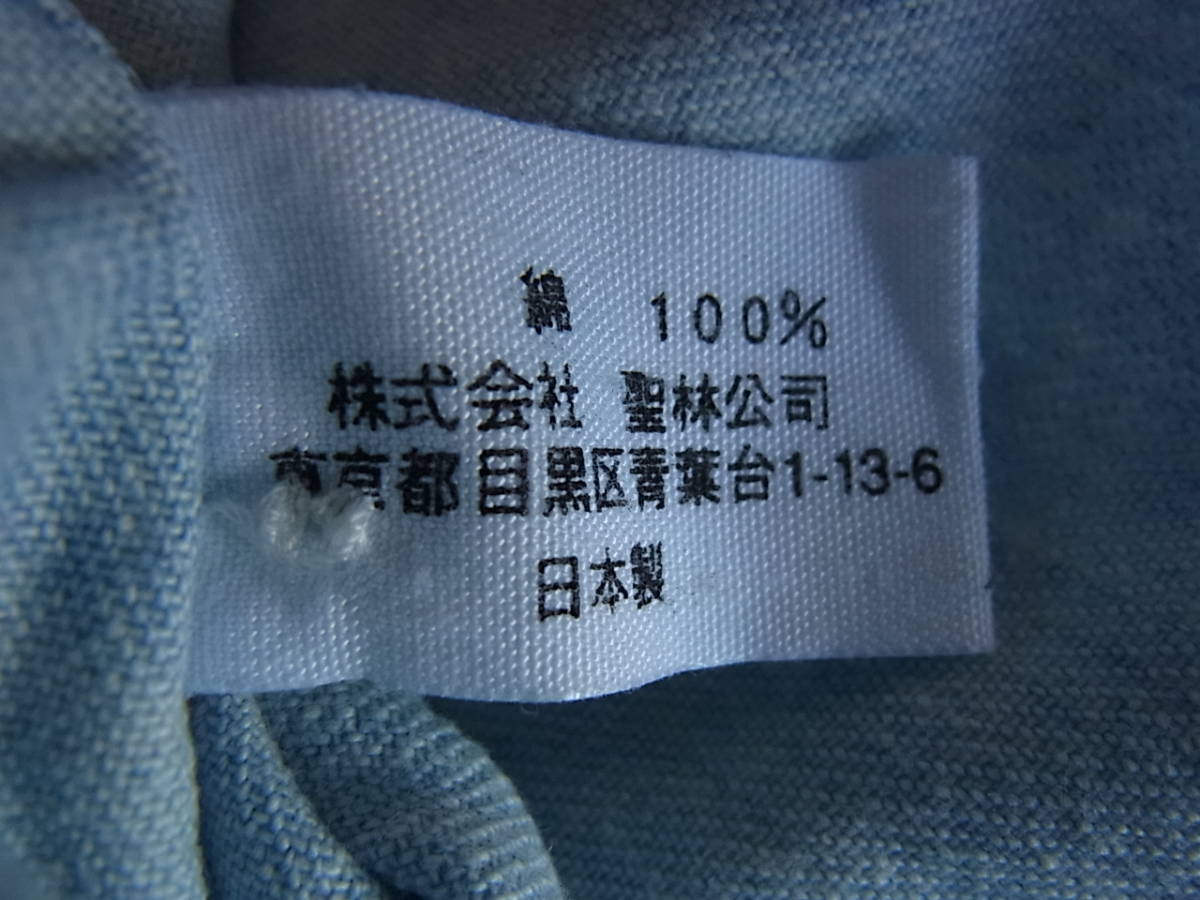 綿 100%
株式会社 聖林公司
東京都目黒区青葉台1-13-6
日本製